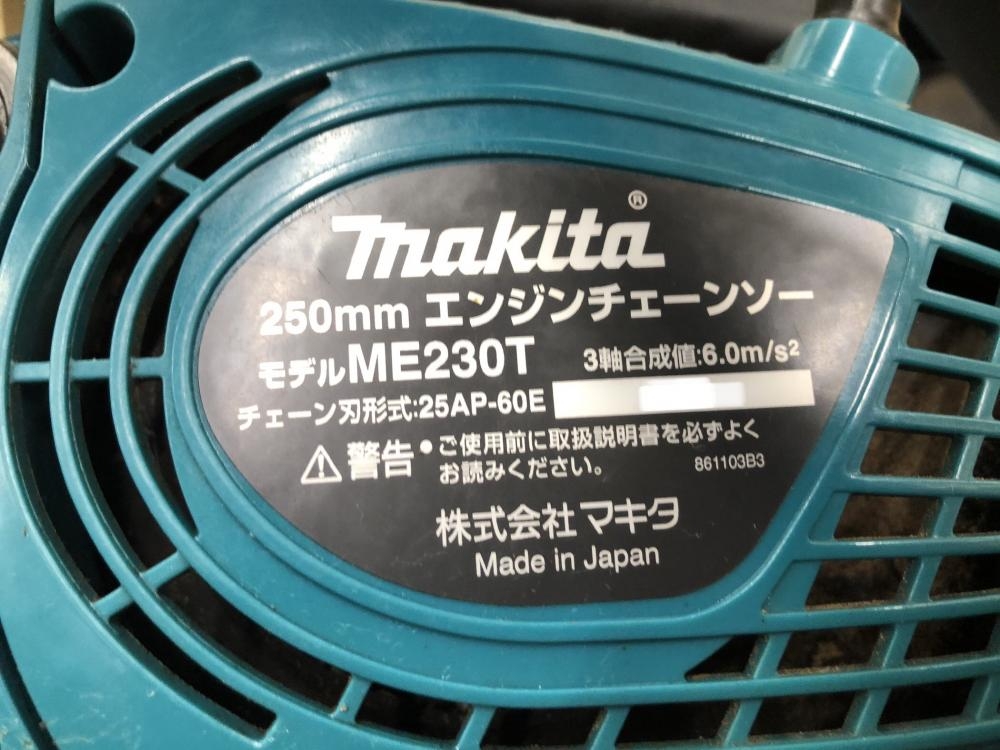 makita®
250mm エンジンチェーンソー
モデルME230T 3軸合成値:6.0m/s²
チェーン刃形式:25AP-60E
⚠警告 •ご使用前に取扱説明書を必ずよく
お読みください。 861103B3
株式会社マキタ
Made in Japan